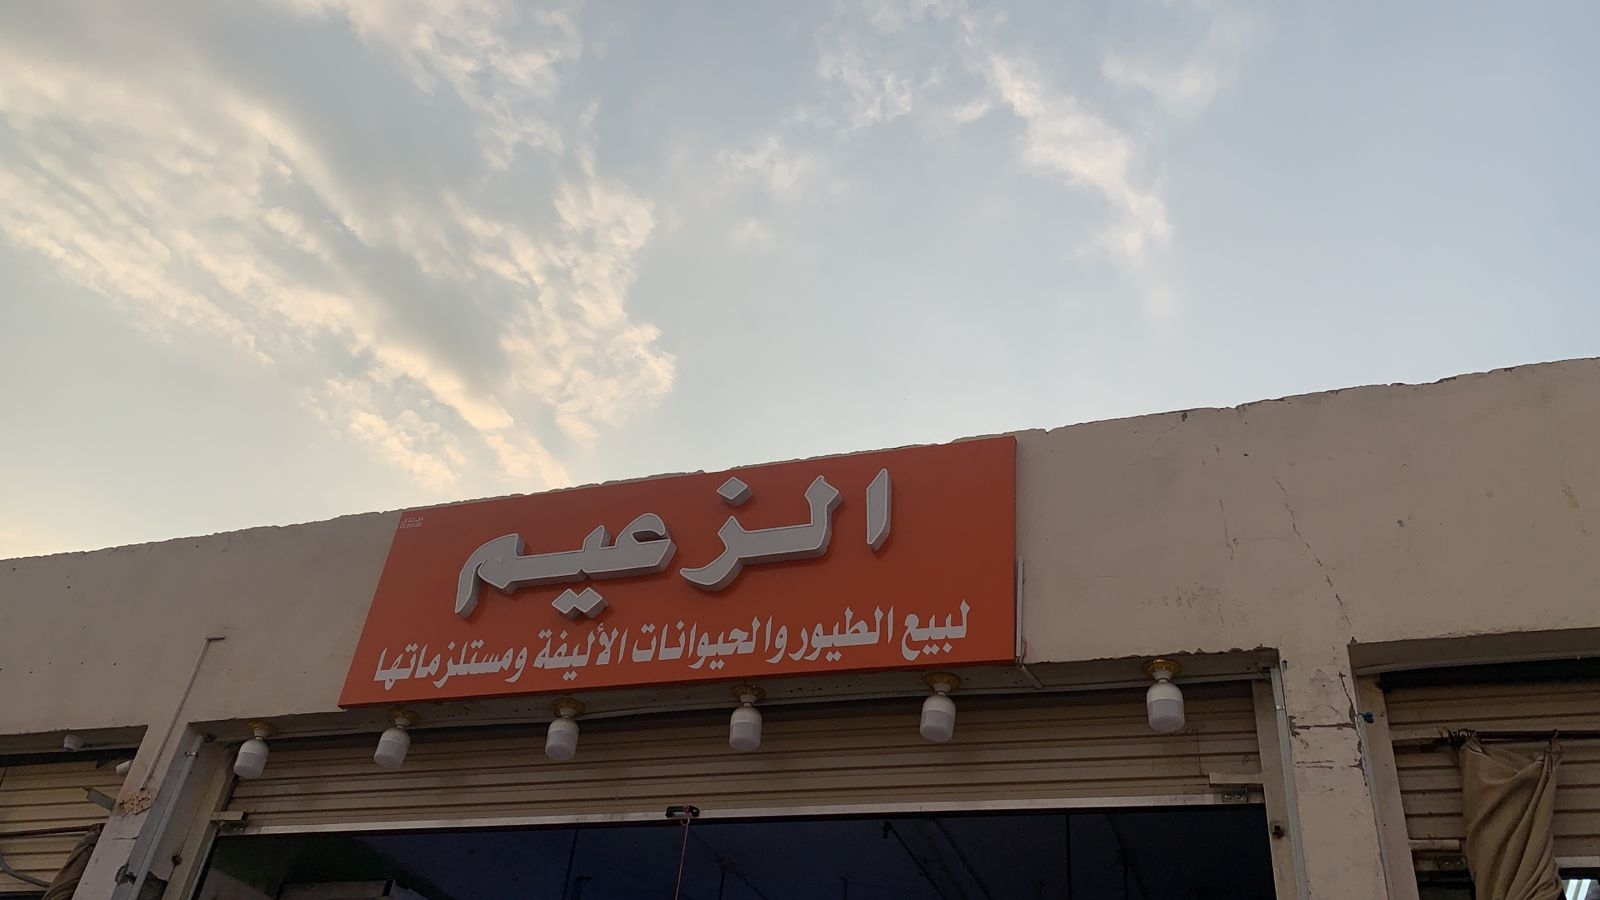 الزعيم
لبيع الطيور والحيوانات الأليفة ومستلزماتها